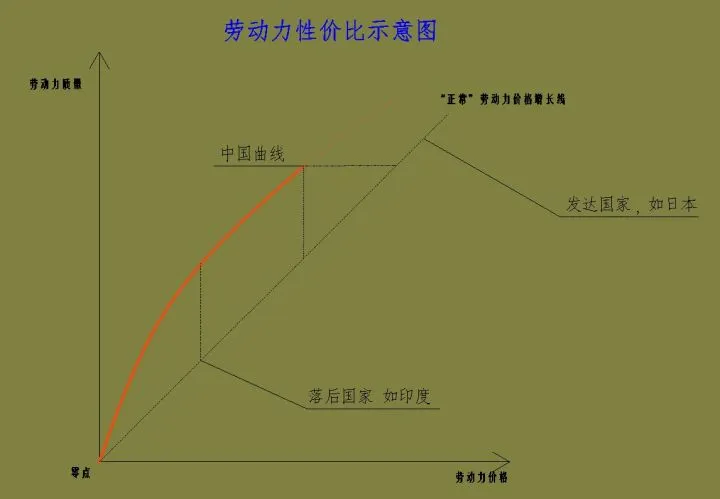 劳动力性价比示意图
劳动力质量
“正常”劳动力价格增长线
中国曲线
发达国家，如日本
落后国家 如印度
零点
劳动力价格